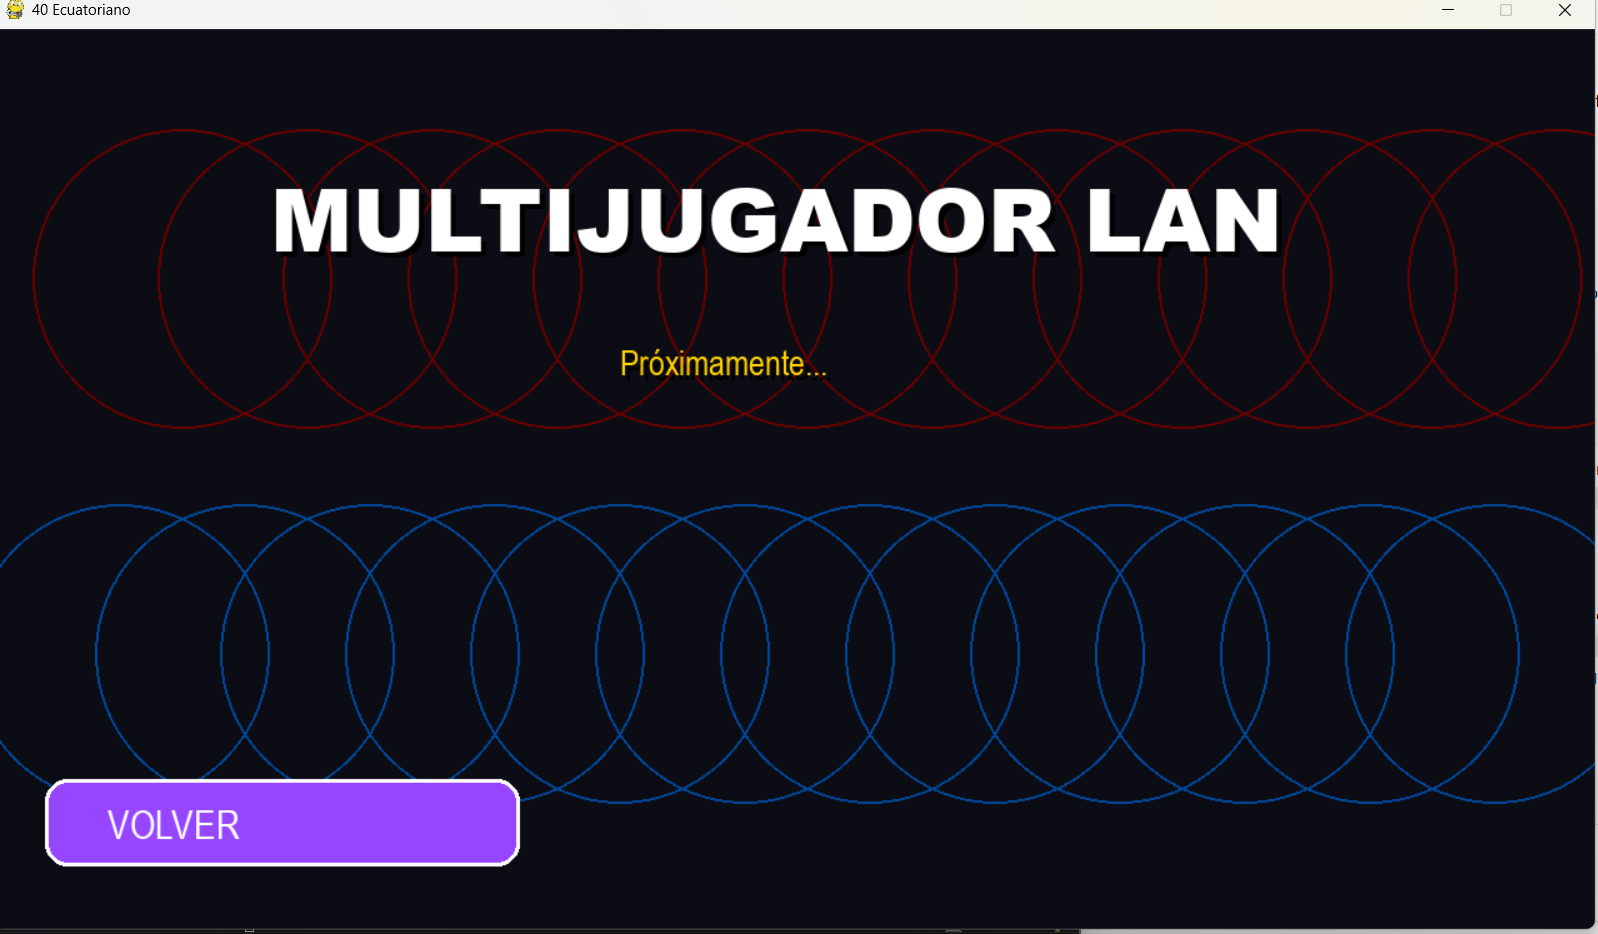 40 Ecuatoriano
MULTIJUGADOR LAN
Próximamente...
VOLVER